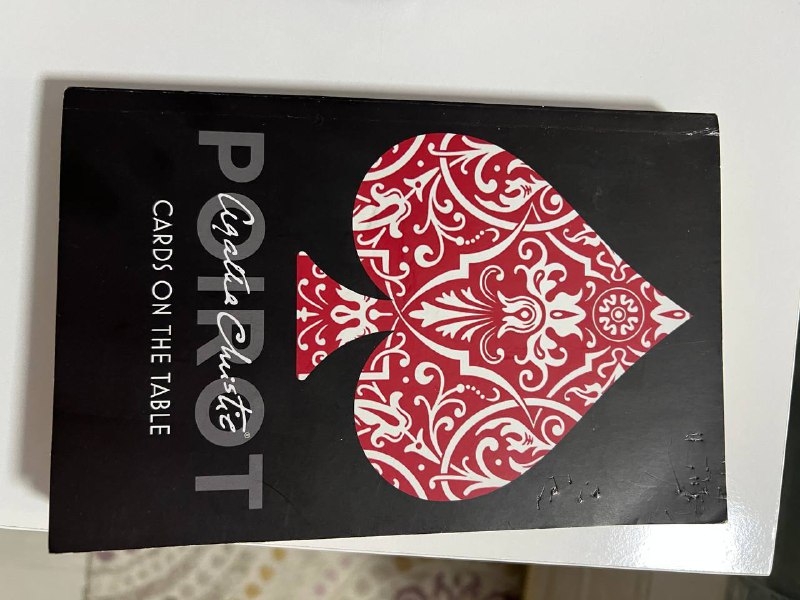 POIROT
Agatha Christie®
CARDS ON THE TABLE